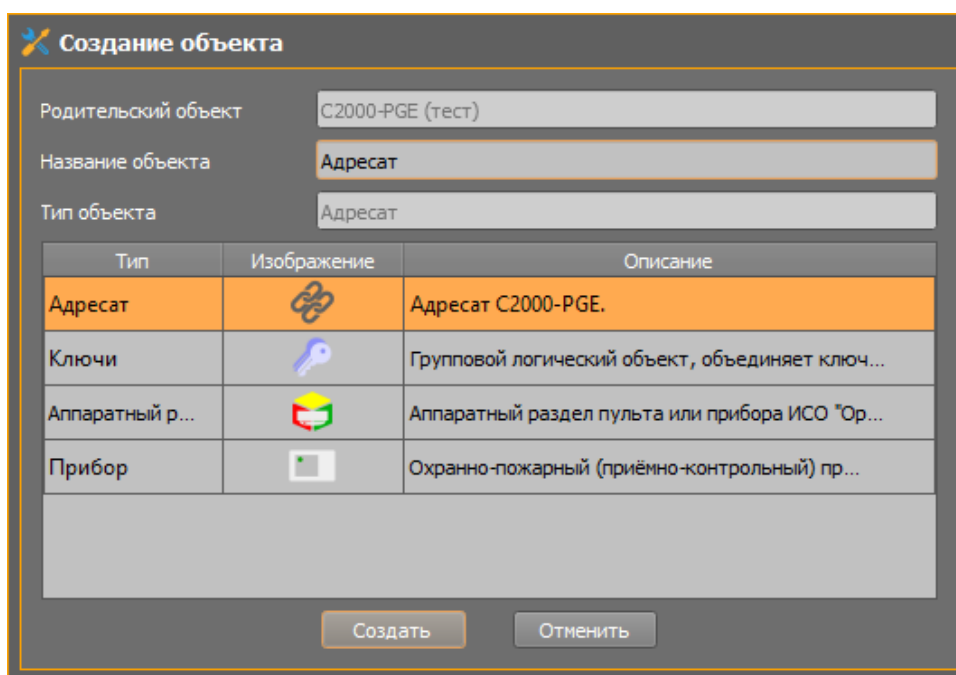 Создание объекта
Родительский объект C2000-PGE (тест)
Название объекта Адресат
Тип объекта Адресат
Тип Изображение Описание
Адресат Адресат C2000-PGE.
Ключи Групповой логический объект, объединяет ключ...
Аппаратный р... Аппаратный раздел пульта или прибора ИСО "Ор...
Прибор Охранно-пожарный (приёмно-контрольный) пр...
Создать Отменить